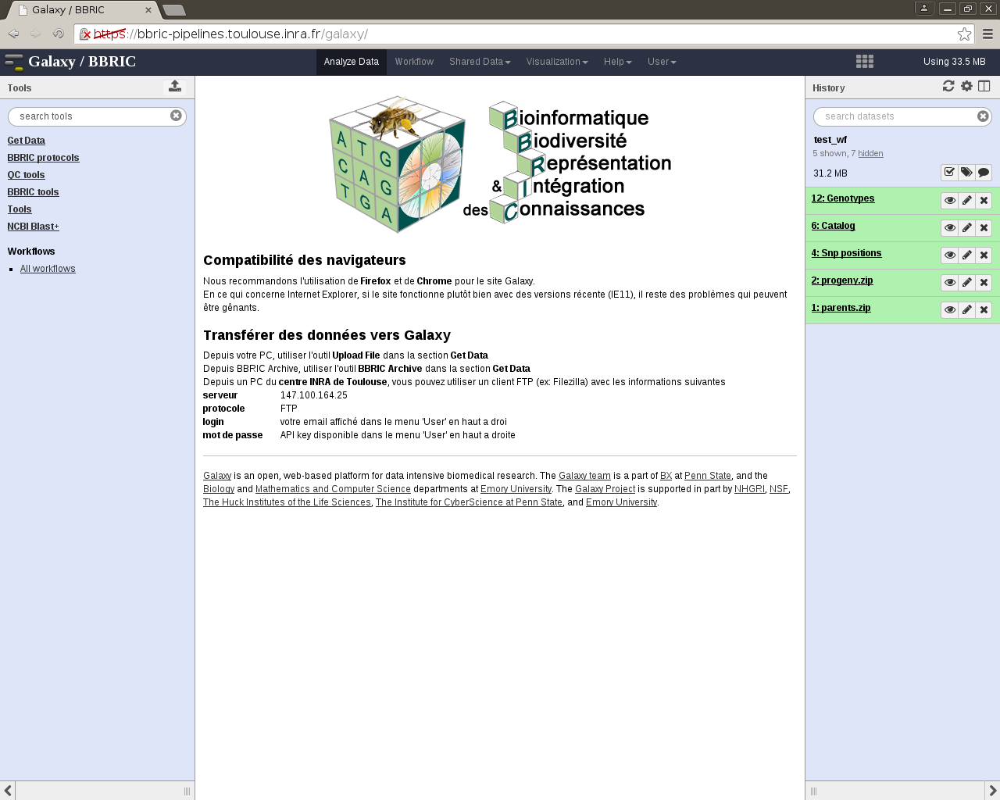 Galaxy / BBRIC
https://bbric-pipelines.toulouse.inra.fr/galaxy/
Galaxy / BBRIC
Analyze Data
Workflow
Shared Data
Visualization
Help
User
Using 33.5 MB
Tools
search tools
Get Data
BBRIC protocols
QC tools
BBRIC tools
Tools
NCBI Blast+
Workflows
All workflows
A T G
C A G
T G A
Bioinformatique
Biodiversité
Représentation
& Intégration
des Connaissances
Compatibilité des navigateurs
Nous recommandons l'utilisation de Firefox et de Chrome pour le site Galaxy.
En ce qui concerne Internet Explorer, si le site fonctionne plutôt bien avec des versions récente (IE11), il reste des problèmes qui peuvent
être gênants.
Transférer des données vers Galaxy
Depuis votre PC, utiliser l'outil Upload File dans la section Get Data
Depuis BBRIC Archive, utiliser l'outil BBRIC Archive dans la section Get Data
Depuis un PC du centre INRA de Toulouse, vous pouvez utiliser un client FTP (ex: Filezilla) avec les informations suivantes
serveur 147.100.164.25
protocole FTP
login votre email affiché dans le menu 'User' en haut a droi
mot de passe API key disponible dans le menu 'User' en haut a droite
Galaxy is an open, web-based platform for data intensive biomedical research. The Galaxy team is a part of BX at Penn State, and the
Biology and Mathematics and Computer Science departments at Emory University. The Galaxy Project is supported in part by NHGRI, NSF,
The Huck Institutes of the Life Sciences, The Institute for CyberScience at Penn State, and Emory University.
History
search datasets
test_wf
5 shown, 7 hidden
31.2 MB
12: Genotypes
6: Catalog
4: Snp positions
2: progeny.zip
1: parents.zip